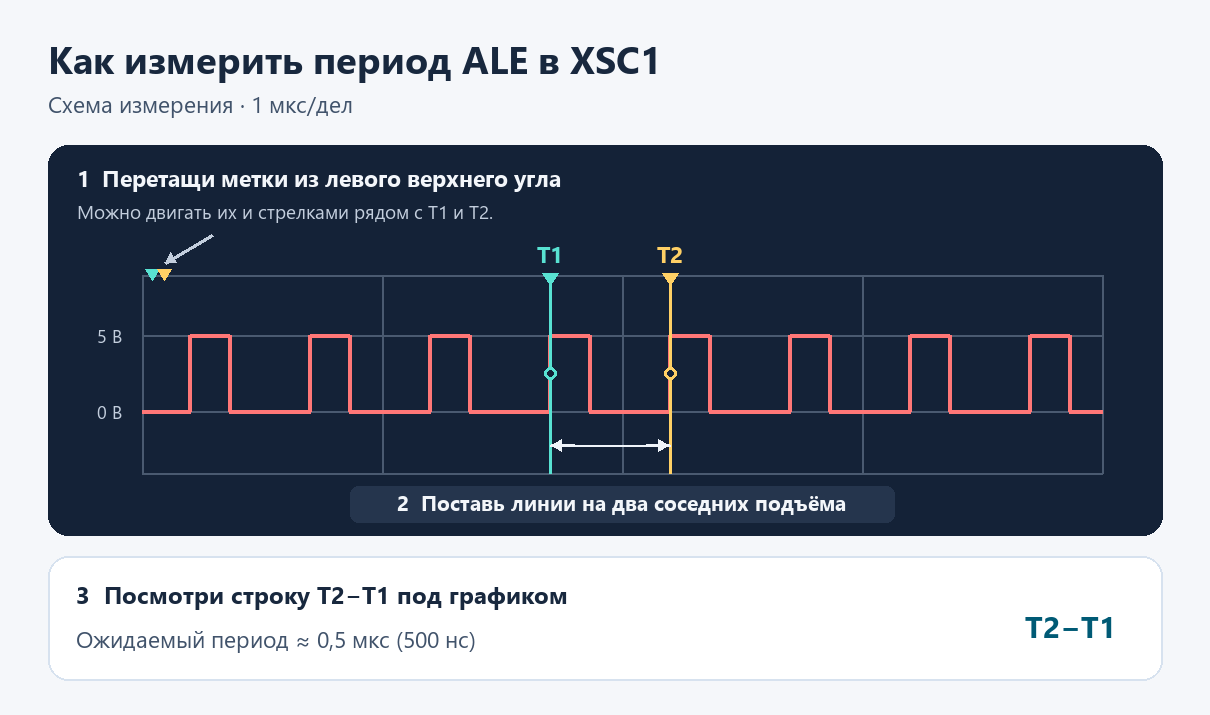 Как измерить период ALE в XSC1
Схема измерения · 1 мкс/дел
1 Перетащи метки из левого верхнего угла
Можно двигать их и стрелками рядом с T1 и T2.
T1 T2
5 В
0 В
2 Поставь линии на два соседних подъёма
3 Посмотри строку T2−T1 под графиком
Ожидаемый период ≈ 0,5 мкс (500 нс)
T2−T1